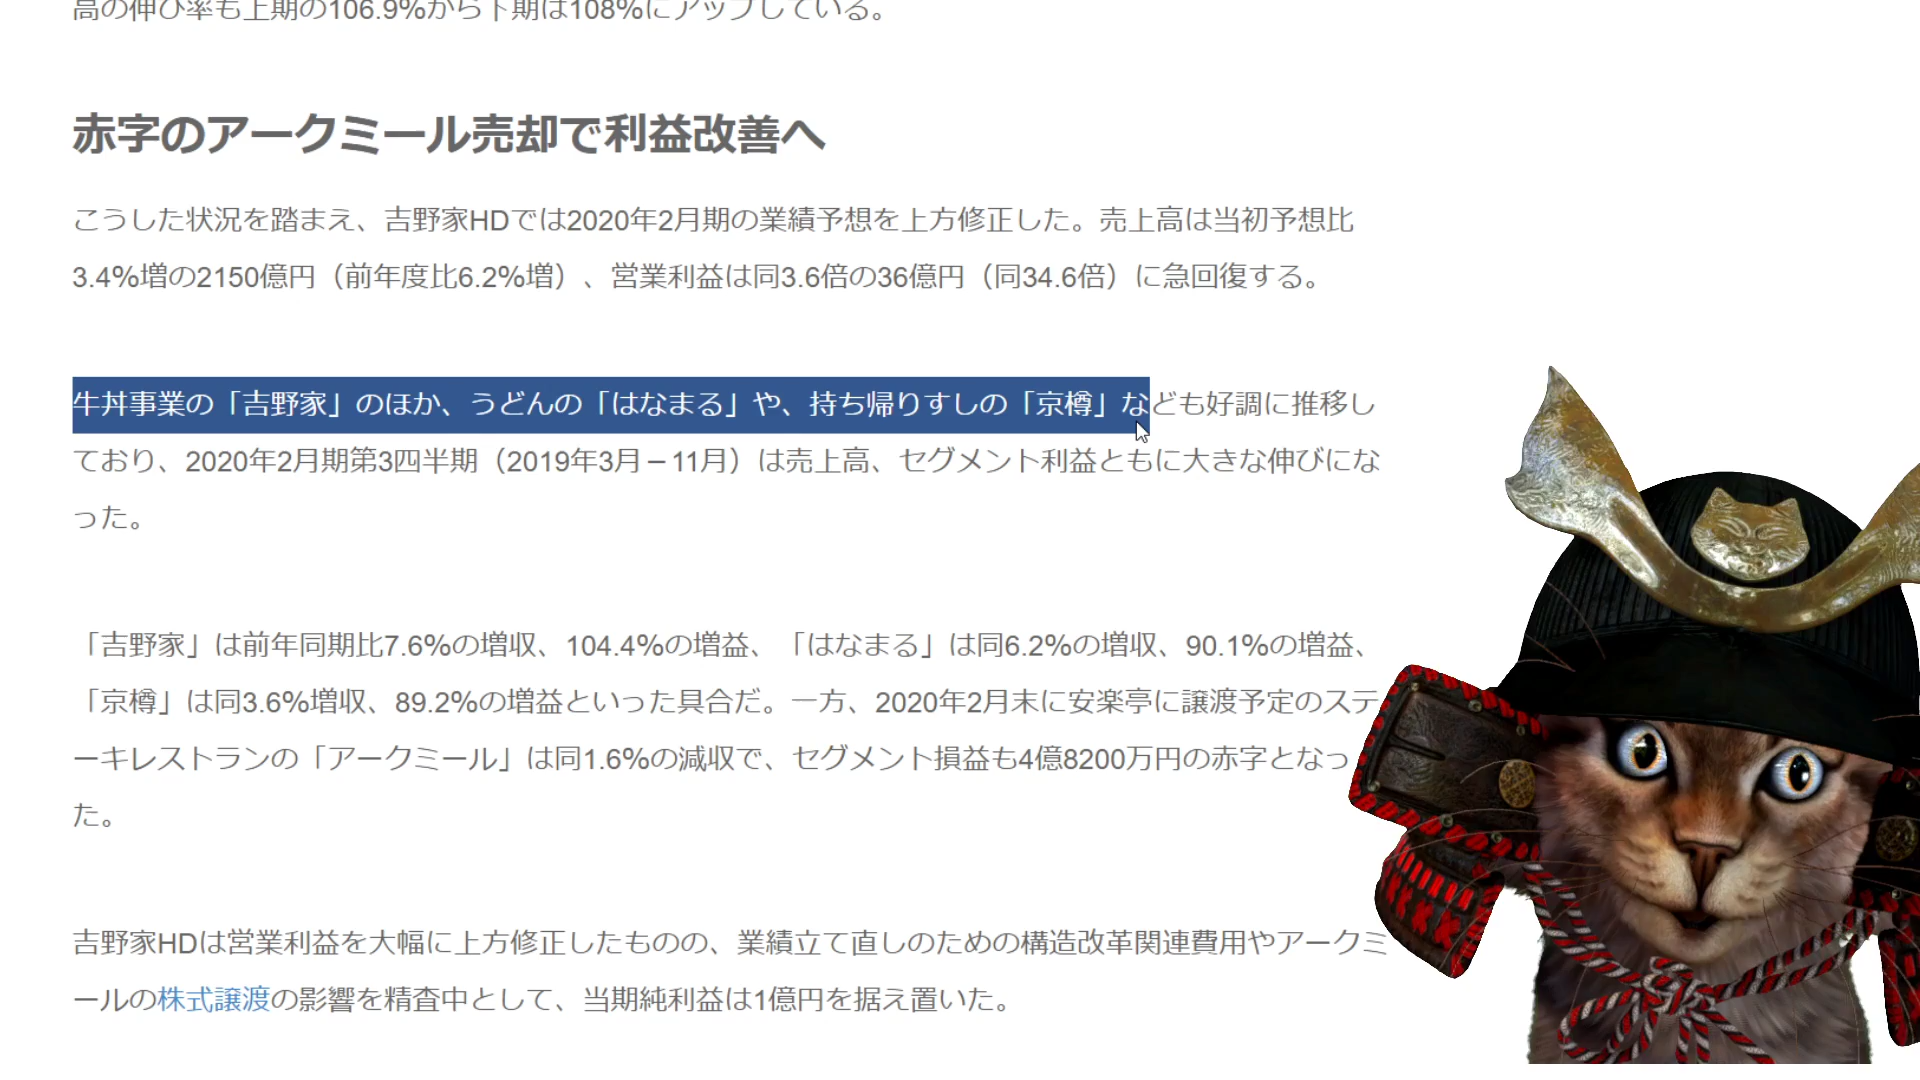 高の伸び率も上期の106.9%から下期は108%にアップしている。
赤字のアークミール売却で利益改善へ
こうした状況を踏まえ、吉野家HDでは2020年2月期の業績予想を上方修正した。売上高は当初予想比
3.4%増の2150億円（前年度比6.2%増）、営業利益は同3.6倍の36億円（同34.6倍）に急回復する。
牛丼事業の「吉野家」のほか、うどんの「はなまる」や、持ち帰りすしの「京樽」なども好調に推移し
ており、2020年2月期第3四半期（2019年3月－11月）は売上高、セグメント利益ともに大きな伸びにな
った。
「吉野家」は前年同期比7.6%の増収、104.4%の増益、「はなまる」は同6.2%の増収、90.1%の増益、
「京樽」は同3.6%増収、89.2%の増益といった具合だ。一方、2020年2月末に安楽亭に譲渡予定のステ
ーキレストランの「アークミール」は同1.6%の減収で、セグメント損益も4億8200万円の赤字となっ
た。
吉野家HDは営業利益を大幅に上方修正したものの、業績立て直しのための構造改革関連費用やアークミ
ールの株式譲渡の影響を精査中として、当期純利益は1億円を据え置いた。